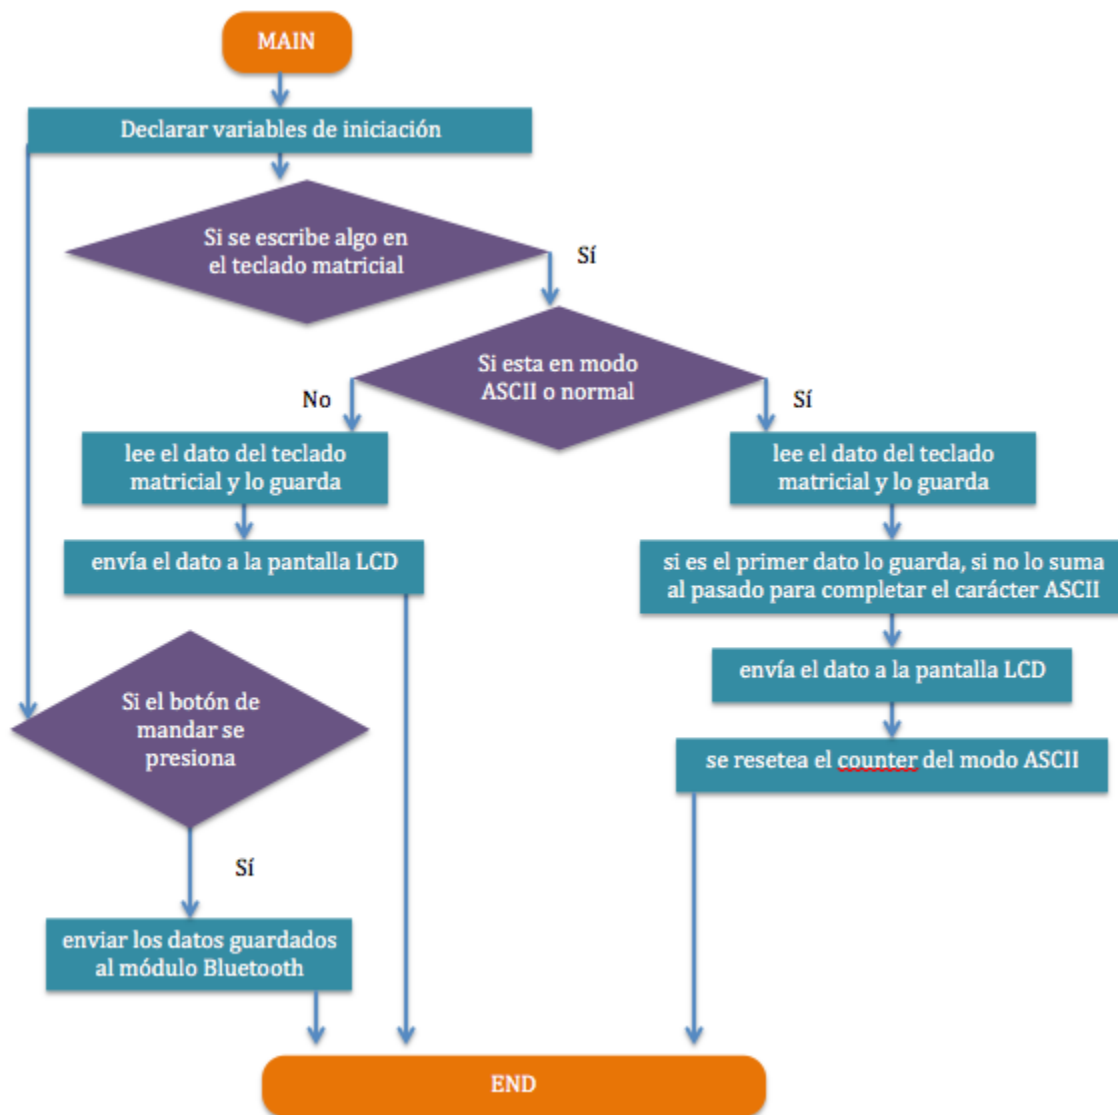 MAIN
Declarar variables de iniciación
Si se escribe algo en
el teclado matricial
Sí
Si esta en modo
ASCII o normal
No
Sí
lee el dato del teclado
matricial y lo guarda
envía el dato a la pantalla LCD
lee el dato del teclado
matricial y lo guarda
si es el primer dato lo guarda, si no lo suma
al pasado para completar el carácter ASCII
envía el dato a la pantalla LCD
se resetea el counter del modo ASCII
Si el botón de
mandar se
presiona
Sí
enviar los datos guardados
al módulo Bluetooth
END